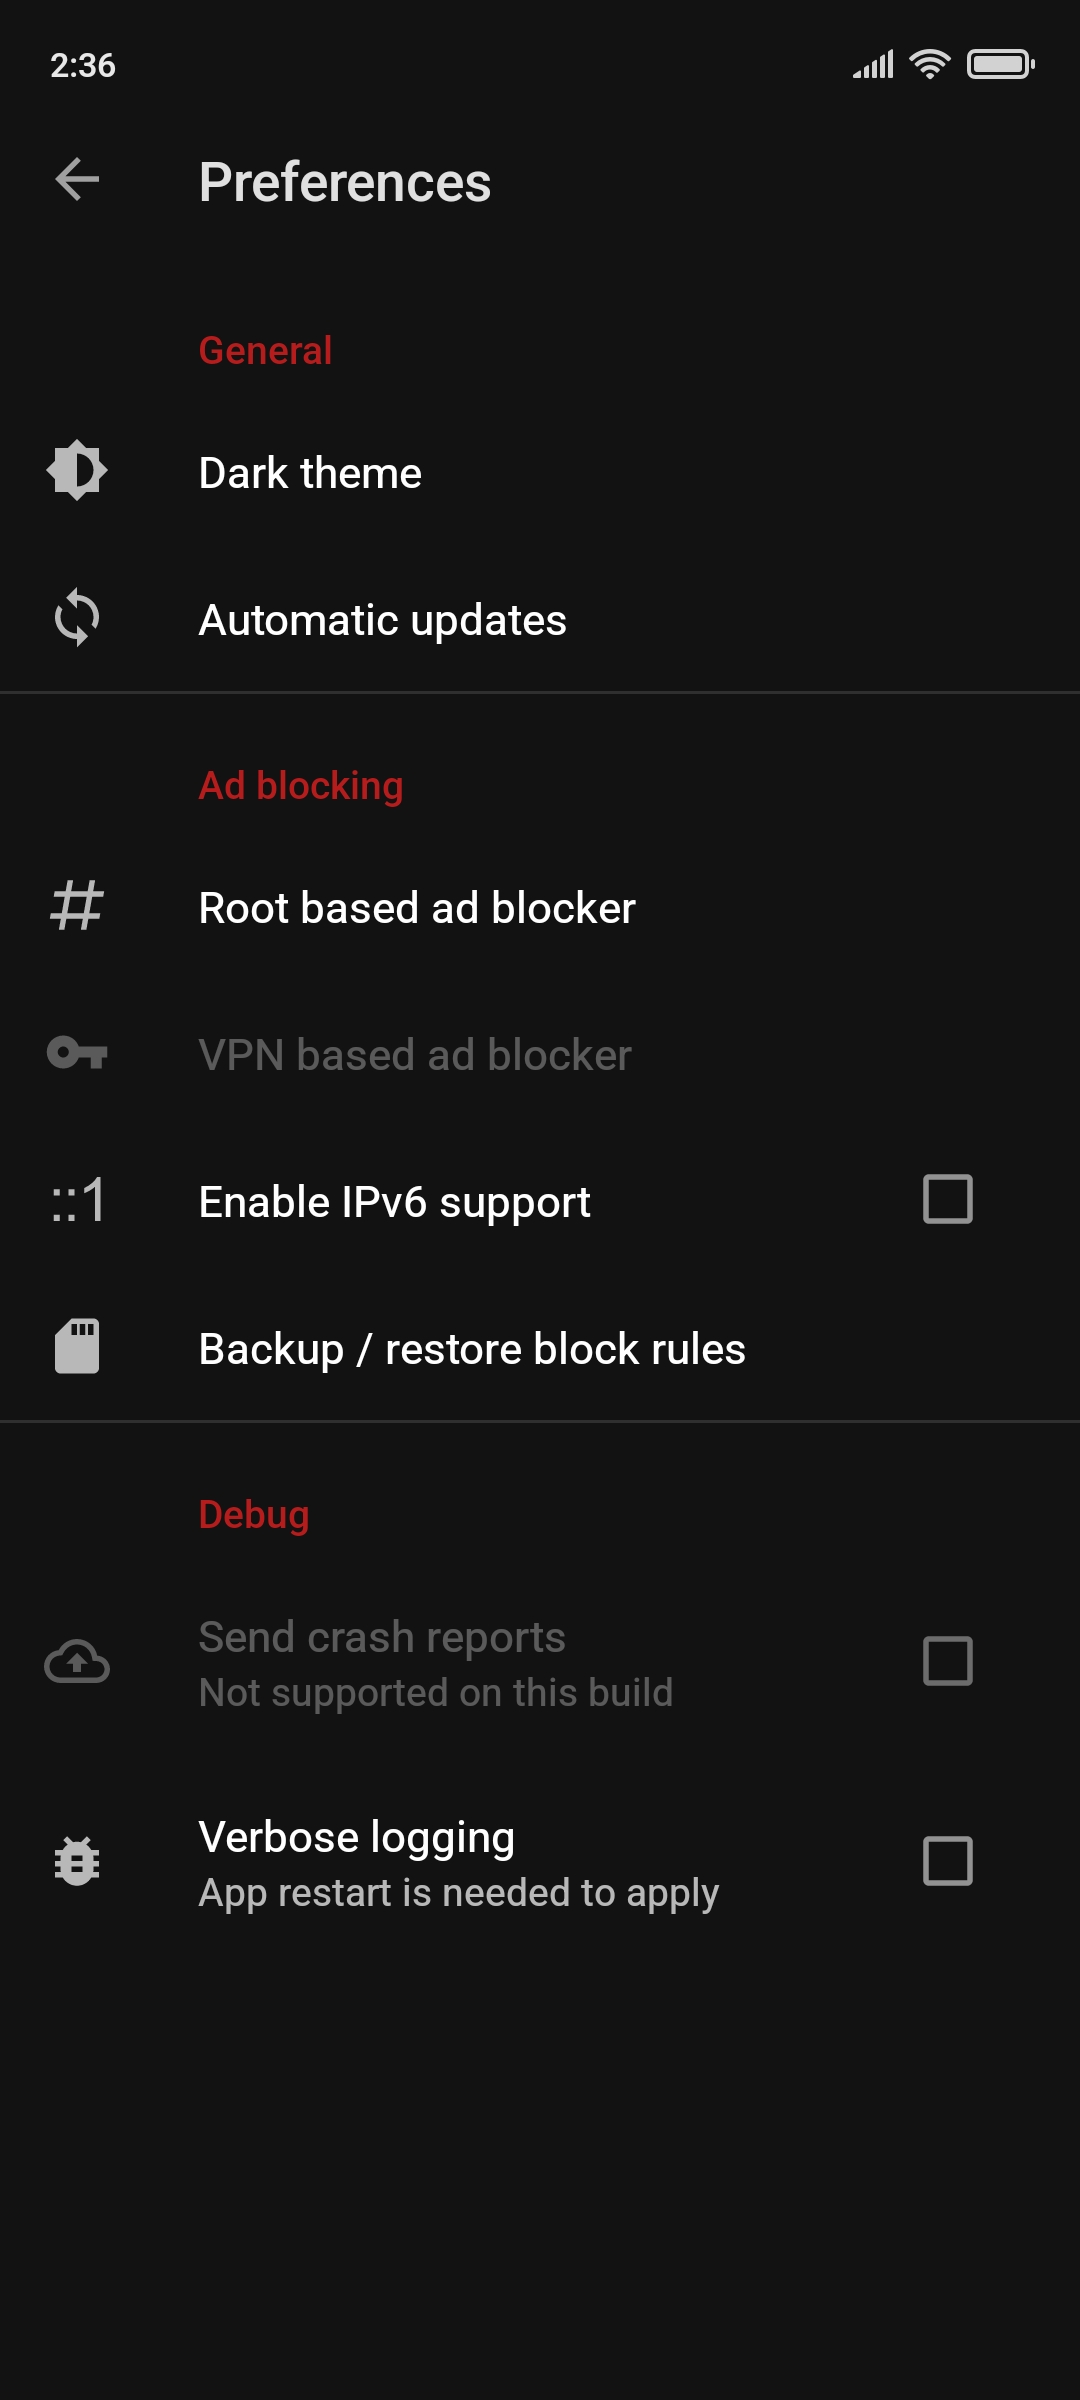 2:36
Preferences
General
Dark theme
Automatic updates
Ad blocking
Root based ad blocker
VPN based ad blocker
::1
Enable IPv6 support
Backup / restore block rules
Debug
Send crash reports
Not supported on this build
Verbose logging
App restart is needed to apply